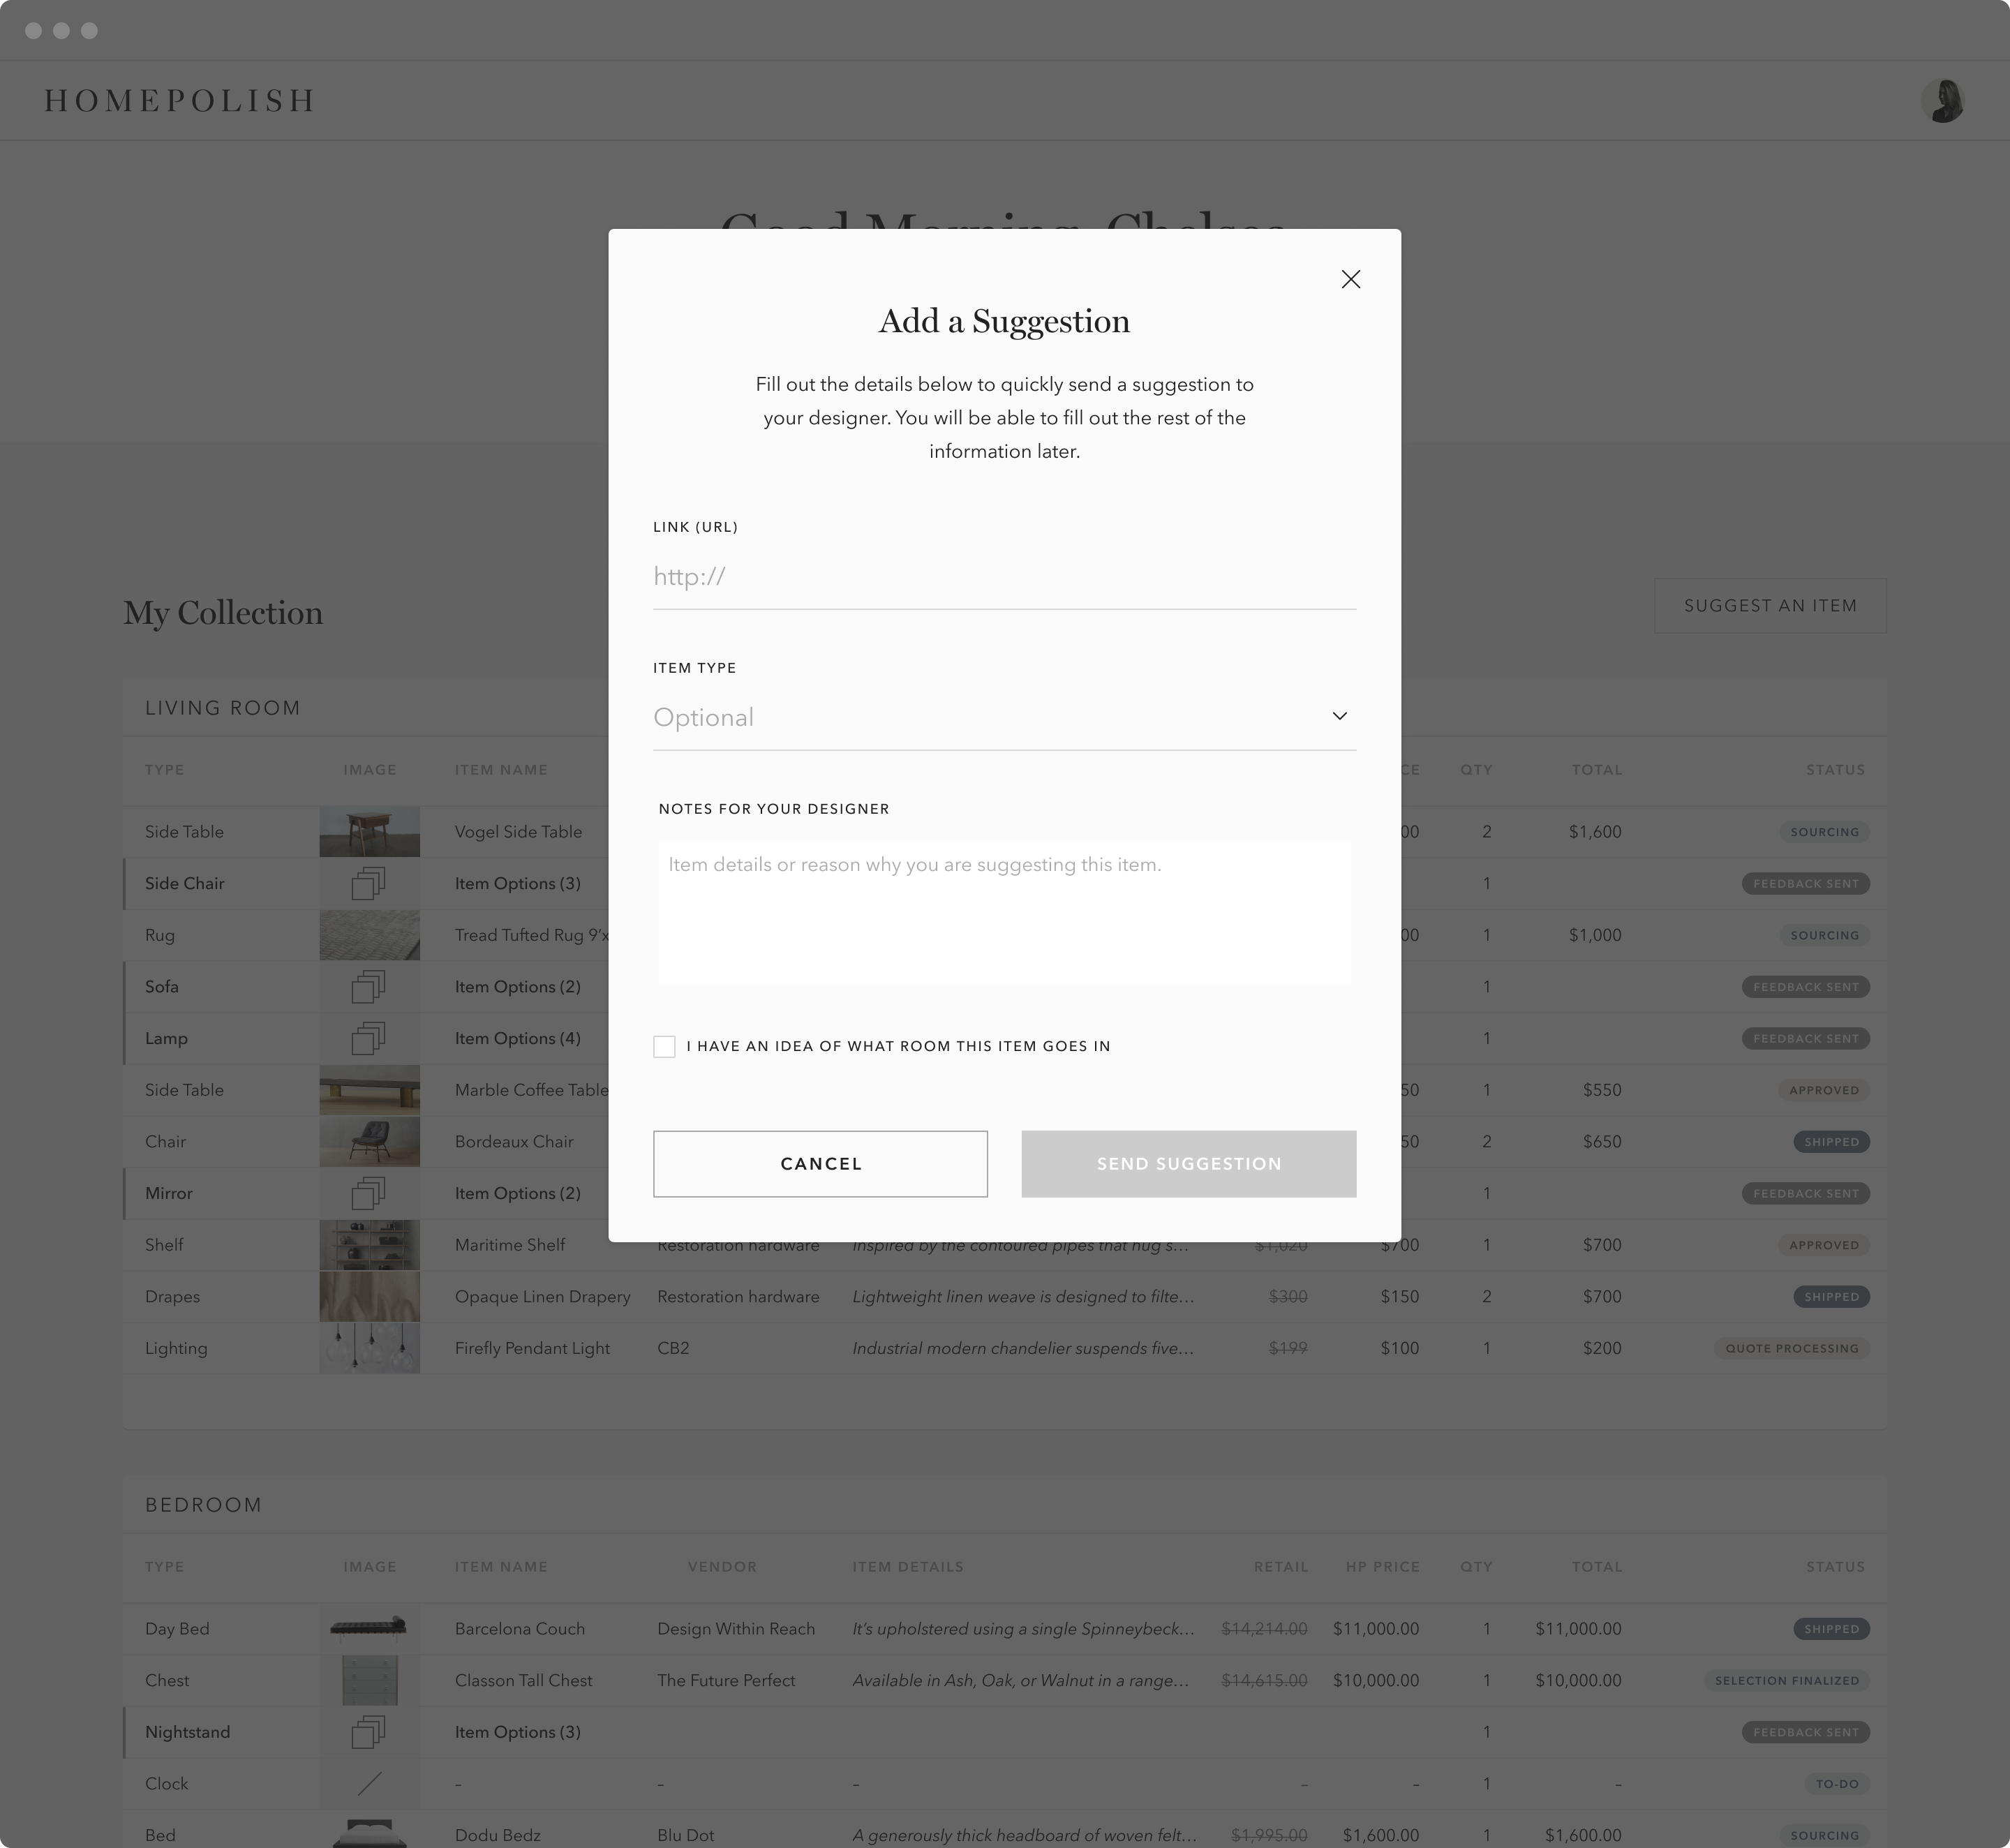 HOMEPOLISH
Good Morning, Chelsea
Add a Suggestion
Fill out the details below to quickly send a suggestion to
your designer. You will be able to fill out the rest of the
information later.
LINK (URL)
http://
ITEM TYPE
Optional
NOTES FOR YOUR DESIGNER
Item details or reason why you are suggesting this item.
I HAVE AN IDEA OF WHAT ROOM THIS ITEM GOES IN
CANCEL SEND SUGGESTION
My Collection SUGGEST AN ITEM
LIVING ROOM
TYPE IMAGE ITEM NAME CE QTY TOTAL STATUS
Side Table Vogel Side Table 00 2 $1,600 SOURCING
Side Chair Item Options (3) 1 FEEDBACK SENT
Rug Tread Tufted Rug 9'x 00 1 $1,000 SOURCING
Sofa Item Options (2) 1 FEEDBACK SENT
Lamp Item Options (4) 1 FEEDBACK SENT
Side Table Marble Coffee Table 50 1 $550 APPROVED
Chair Bordeaux Chair 50 2 $650 SHIPPED
Mirror Item Options (2) 1 FEEDBACK SENT
Shelf Maritime Shelf Restoration hardware Inspired by the contoured pipes that hug s... $1,020 $700 1 $700 APPROVED
Drapes Opaque Linen Drapery Restoration hardware Lightweight linen weave is designed to filte... $300 $150 2 $700 SHIPPED
Lighting Firefly Pendant Light CB2 Industrial modern chandelier suspends five... $199 $100 1 $200 QUOTE PROCESSING
BEDROOM
TYPE IMAGE ITEM NAME VENDOR ITEM DETAILS RETAIL HP PRICE QTY TOTAL STATUS
Day Bed Barcelona Couch Design Within Reach It's upholstered using a single Spinneybeck... $14,214.00 $11,000.00 1 $11,000.00 SHIPPED
Chest Classon Tall Chest The Future Perfect Available in Ash, Oak, or Walnut in a range... $14,615.00 $10,000.00 1 $10,000.00 SELECTION FINALIZED
Nightstand Item Options (3) 1 FEEDBACK SENT
Clock – – – – – 1 – TO-DO
Bed Dodu Bedz Blu Dot A generously thick headboard of woven felt... $1,995.00 $1,600.00 1 $1,600.00 SOURCING